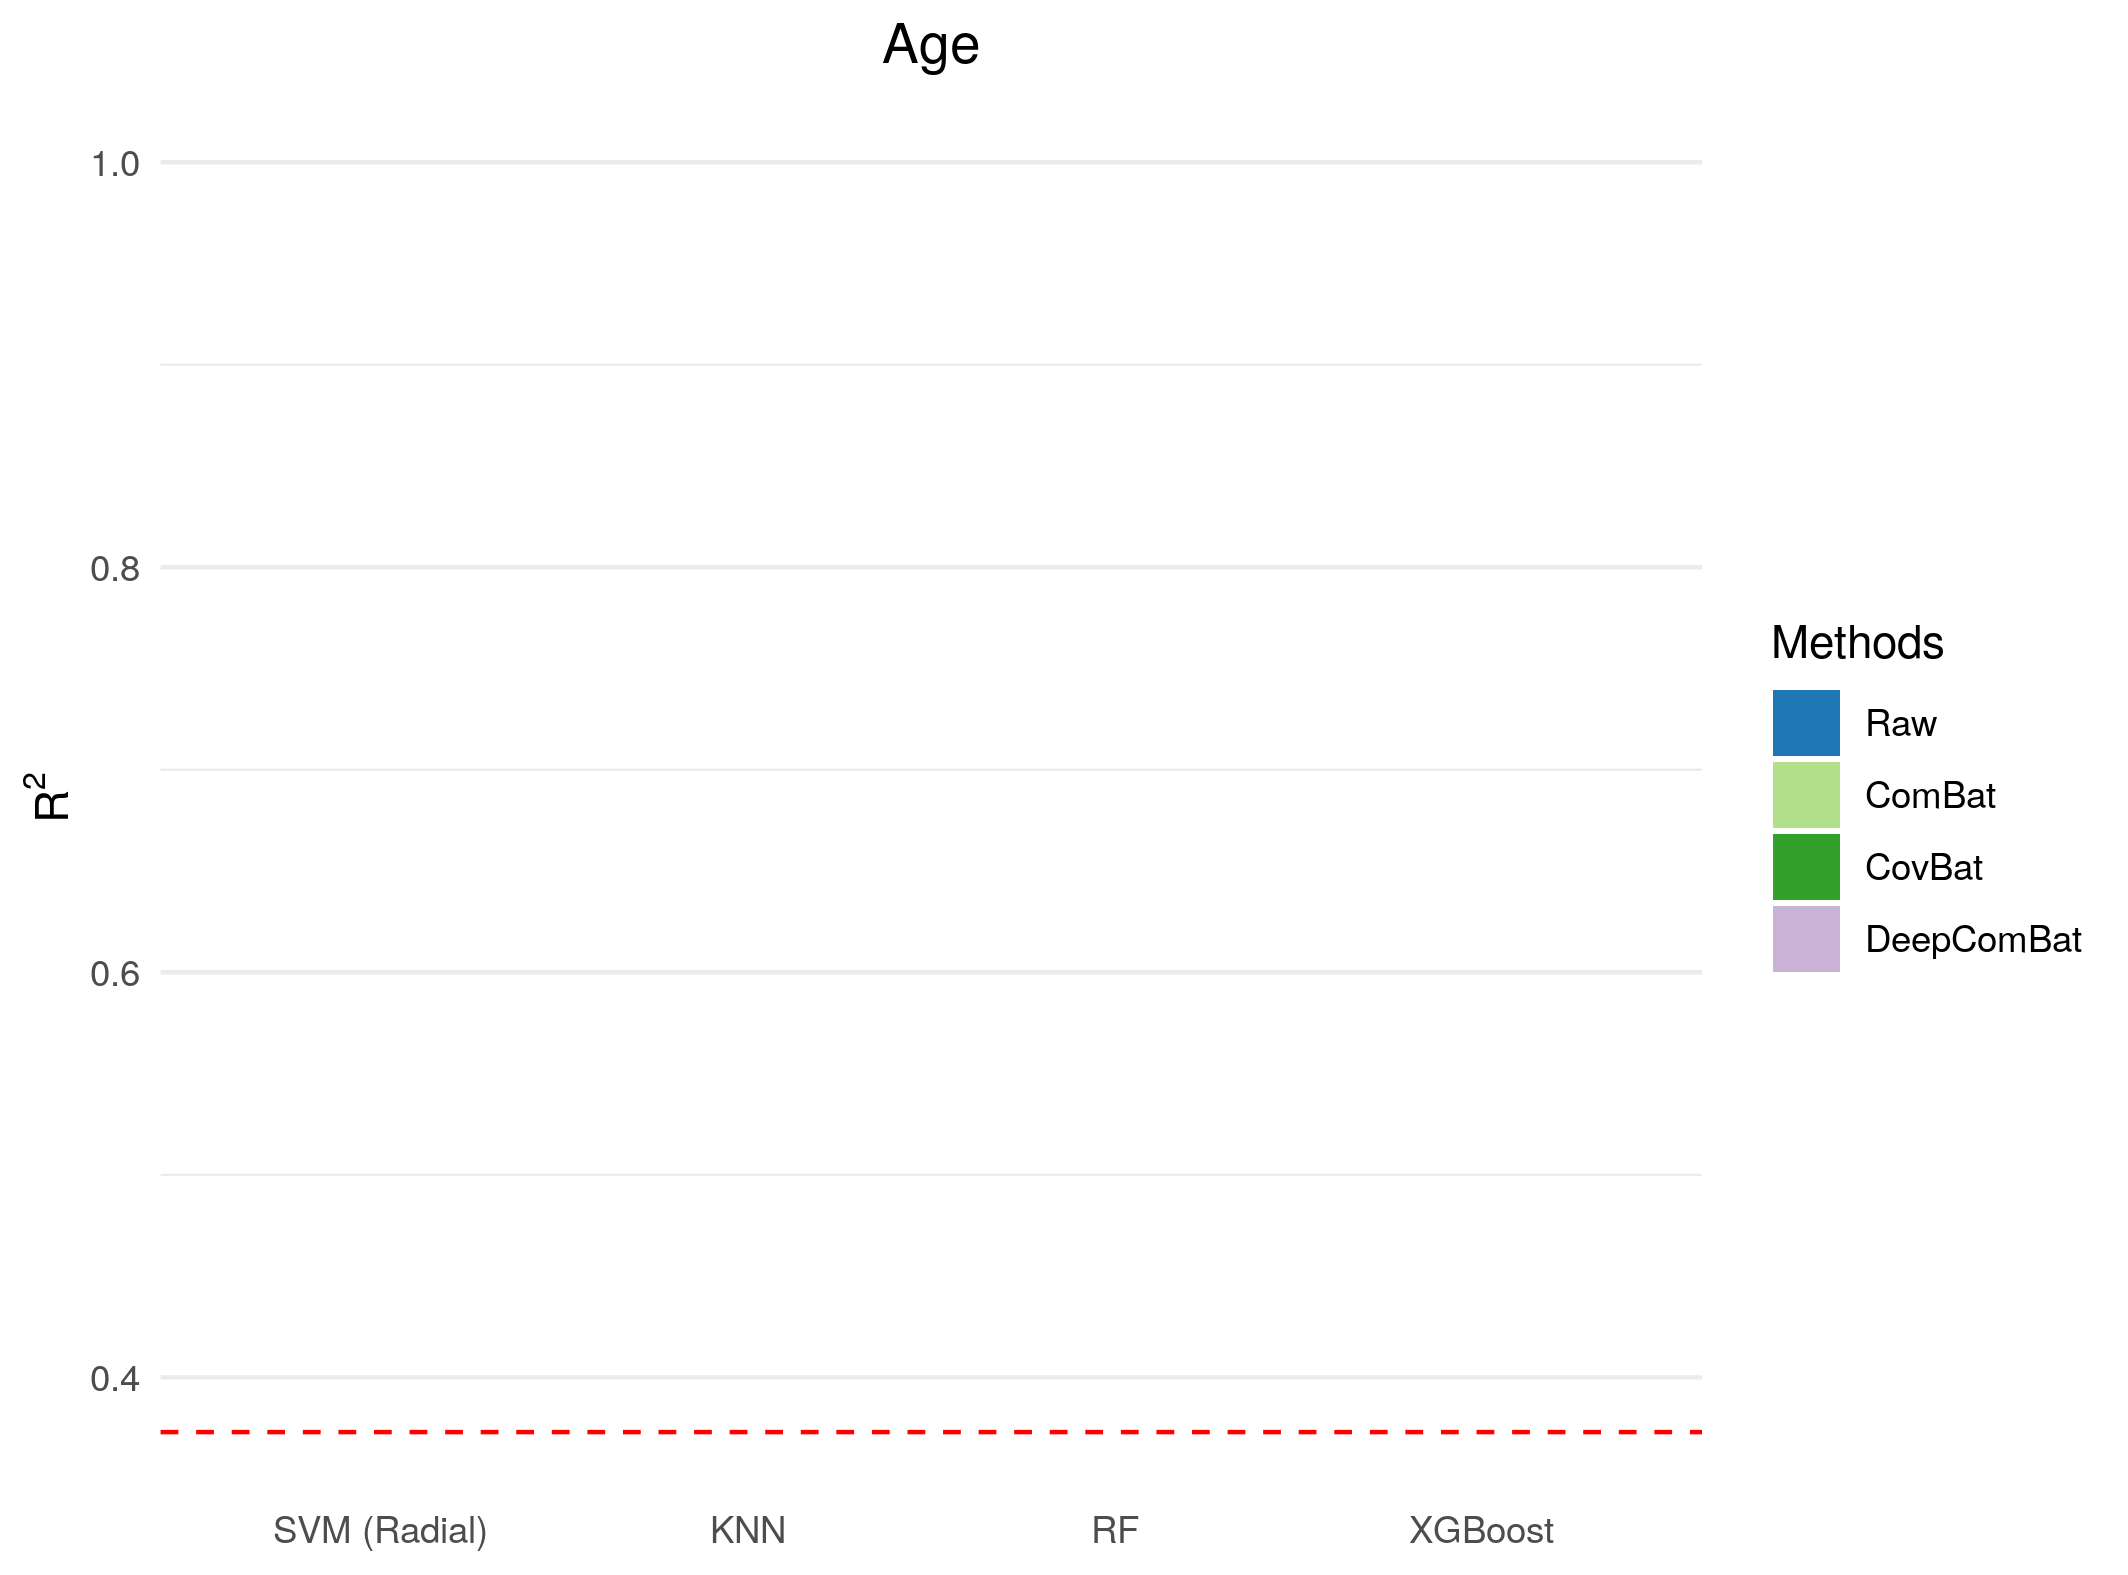 Age
R²
1.0
0.8
0.6
0.4
SVM (Radial)
KNN
RF
XGBoost
Methods
Raw
ComBat
CovBat
DeepComBat